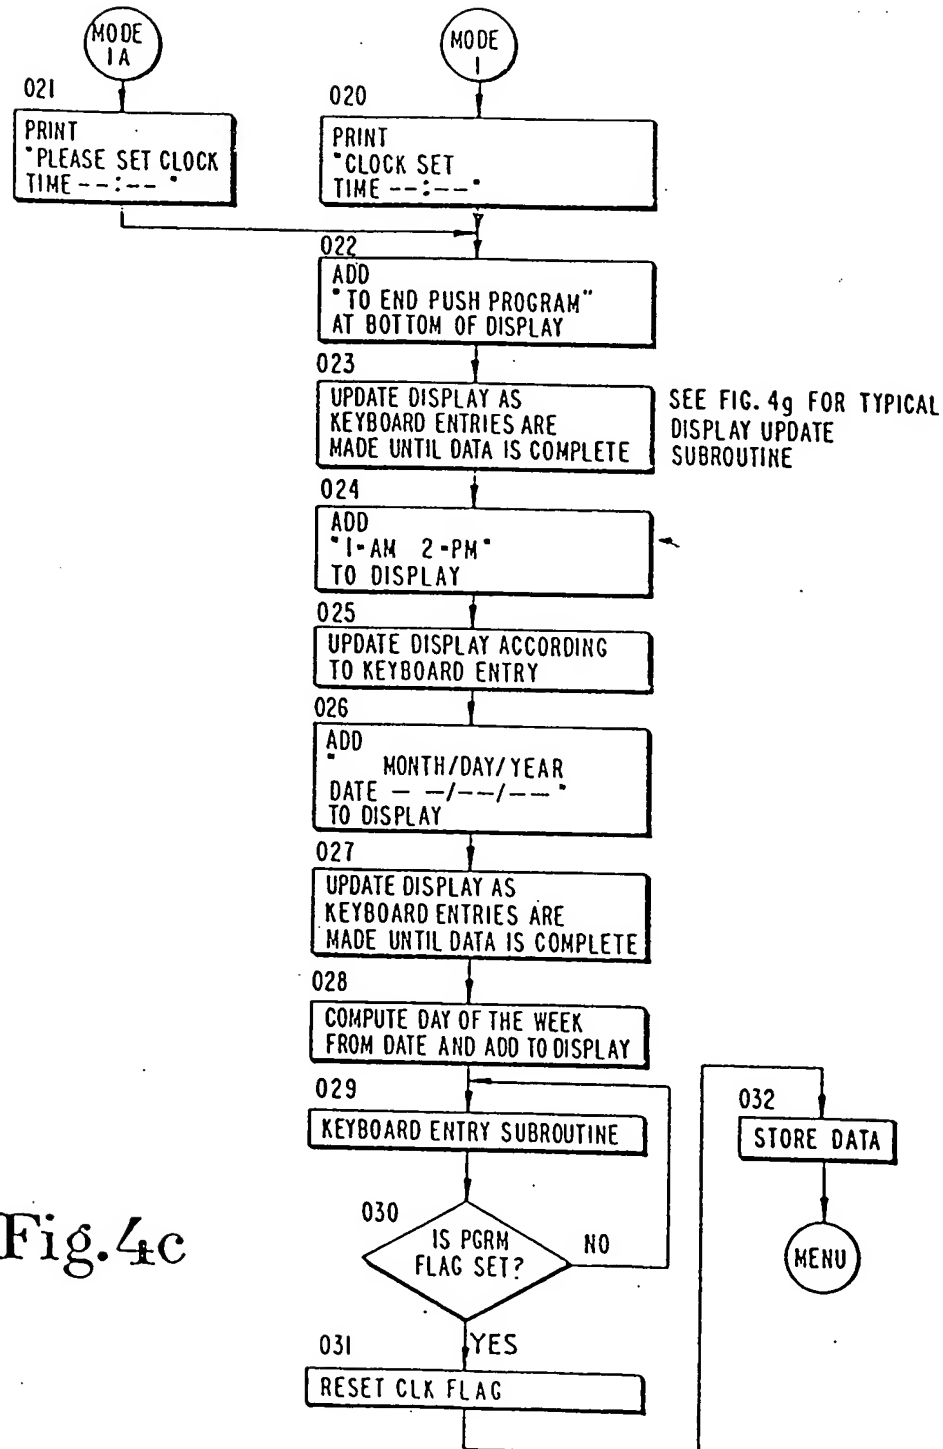 MODE
1A
MODE
1
021
PRINT
"PLEASE SET CLOCK
TIME --:-- "
020
PRINT
"CLOCK SET
TIME --:--"
022
ADD
"TO END PUSH PROGRAM"
AT BOTTOM OF DISPLAY
023
UPDATE DISPLAY AS
KEYBOARD ENTRIES ARE
MADE UNTIL DATA IS COMPLETE
SEE FIG. 4g FOR TYPICAL
DISPLAY UPDATE
SUBROUTINE
024
ADD
"1-AM 2-PM"
TO DISPLAY
025
UPDATE DISPLAY ACCORDING
TO KEYBOARD ENTRY
026
ADD
" MONTH/DAY/YEAR
DATE - -/--/--"
TO DISPLAY
027
UPDATE DISPLAY AS
KEYBOARD ENTRIES ARE
MADE UNTIL DATA IS COMPLETE
028
COMPUTE DAY OF THE WEEK
FROM DATE AND ADD TO DISPLAY
029
KEYBOARD ENTRY SUBROUTINE
030
IS PGRM
FLAG SET?
NO
YES
031
RESET CLK FLAG
032
STORE DATA
MENU
Fig.4c